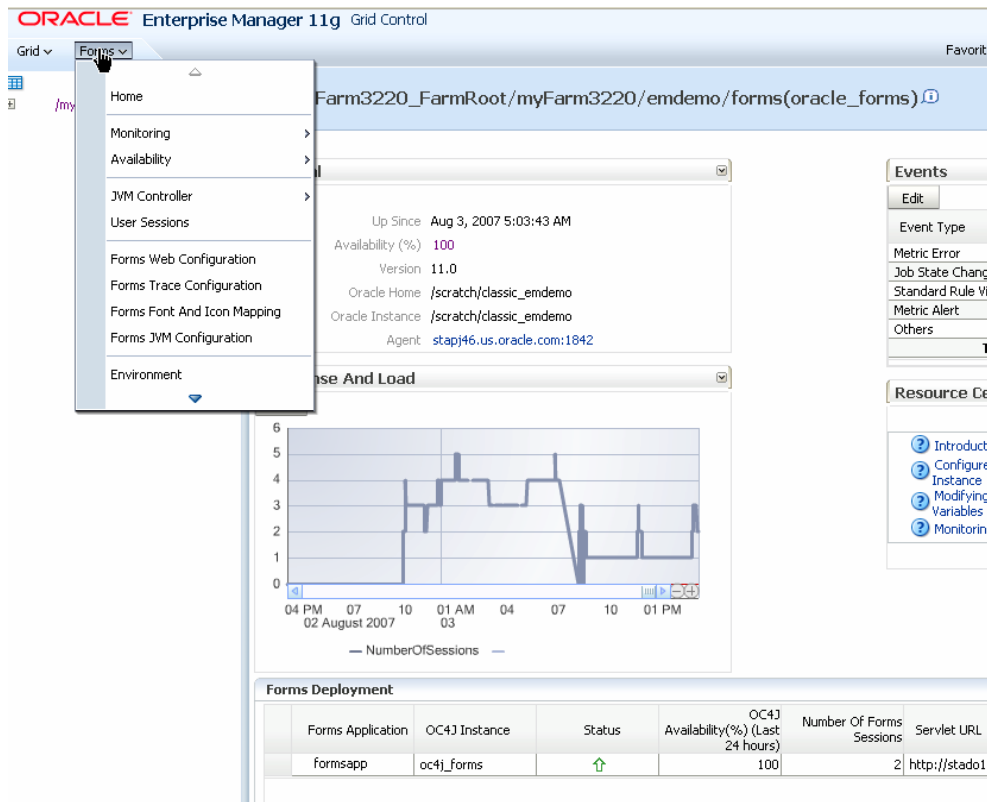 ORACLE Enterprise Manager 11g Grid Control
Grid Forms Favorit
/my
Home
Monitoring
Availability
JVM Controller
User Sessions
Forms Web Configuration
Forms Trace Configuration
Forms Font And Icon Mapping
Forms JVM Configuration
Environment
Farm3220_FarmRoot/myFarm3220/emdemo/forms(oracle_forms)
Up Since Aug 3, 2007 5:03:43 AM
Availability (%) 100
Version 11.0
Oracle Home /scratch/classic_emdemo
Oracle Instance /scratch/classic_emdemo
Agent stapj46.us.oracle.com:1842
nse And Load
6
5
4
3
2
1
0
04 PM 07 10 01 AM 04 07 10 01 PM
02 August 2007 03
NumberOfSessions
Events
Edit
Event Type
Metric Error
Job State Chang
Standard Rule Vi
Metric Alert
Others
Resource Ce
Introduct
Configure
Instance
Modifying
Variables
Monitorin
Forms Deployment
Forms Application OC4J Instance Status OC4J Availability(%) (Last 24 hours) Number Of Forms Sessions Servlet URL
formsapp oc4j_forms 100 2 http://stado1